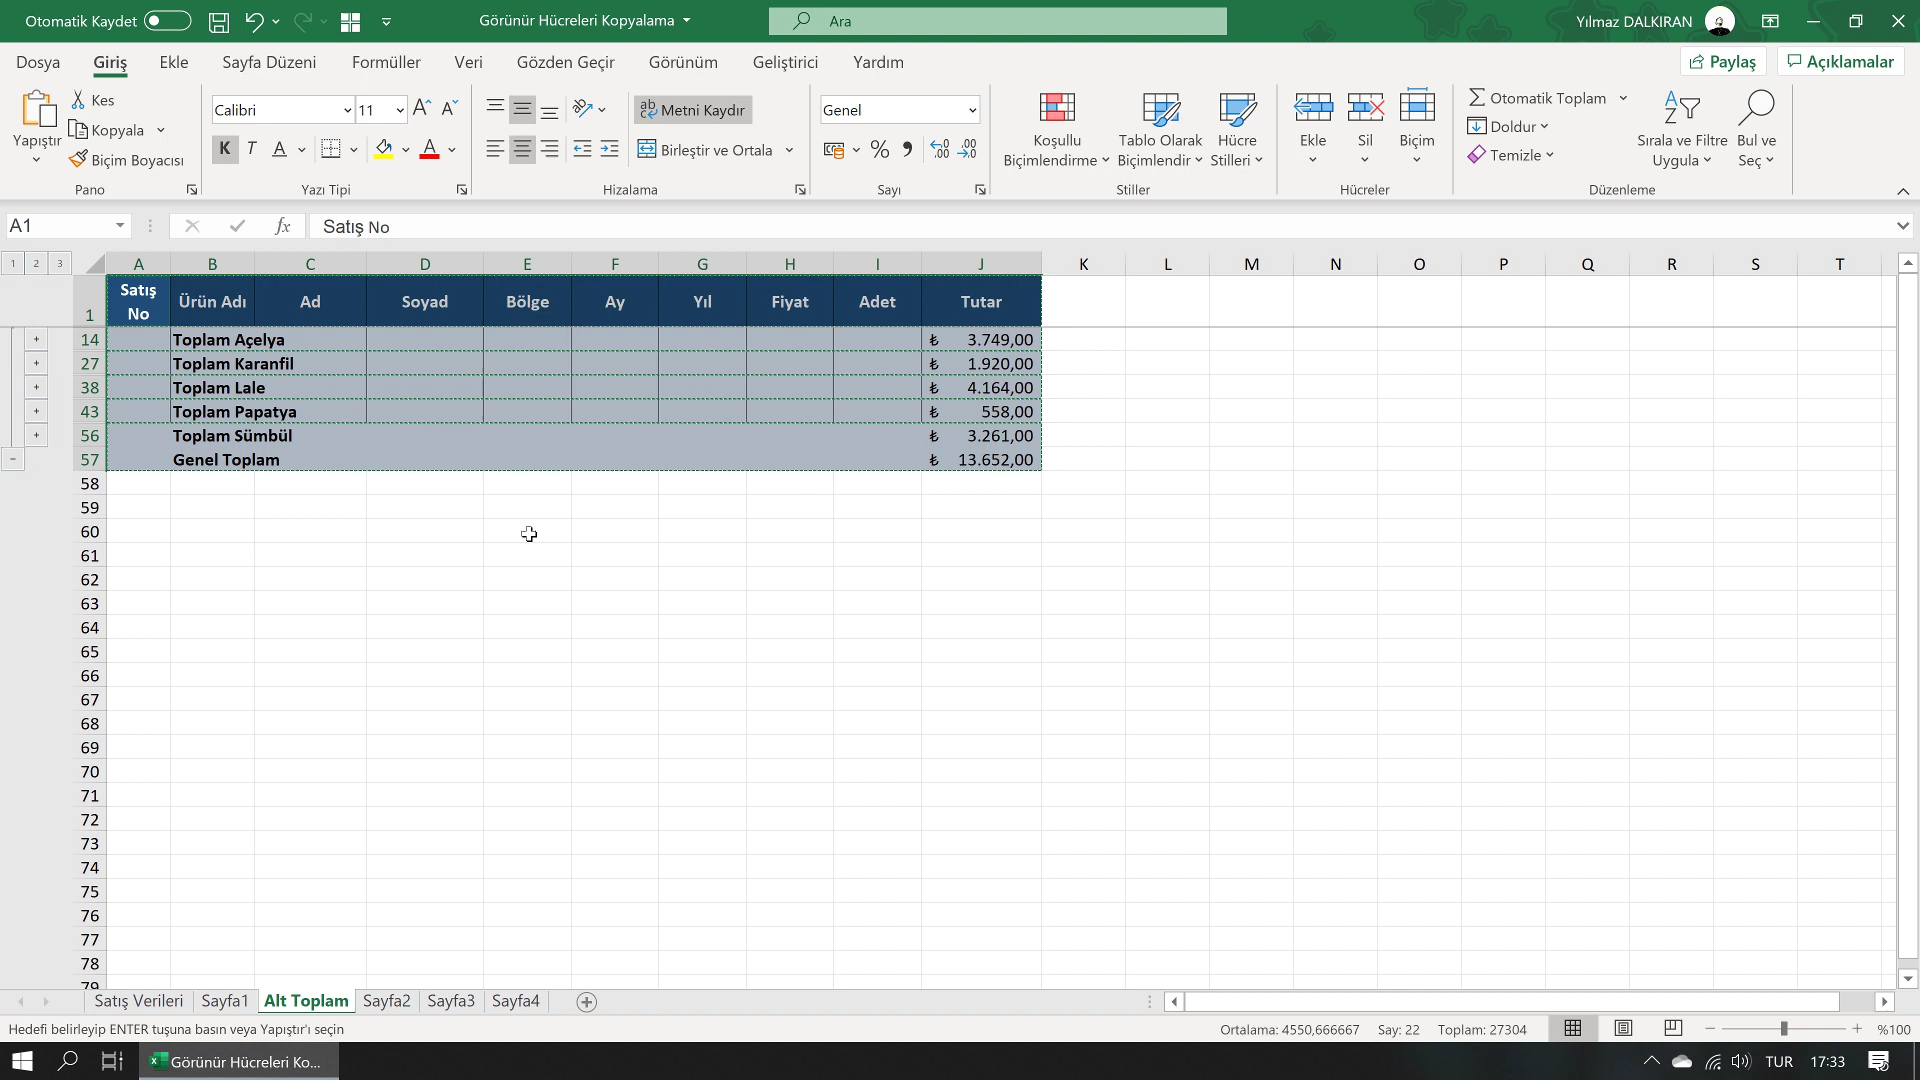 Otomatik Kaydet
Görünür Hücreleri Kopyalama
Ara
Yılmaz DALKIRAN
Dosya Giriş Ekle Sayfa Düzeni Formüller Veri Gözden Geçir Görünüm Geliştirici Yardım
Paylaş Açıklamalar
Yapıştır
Kes
Kopyala
Biçim Boyacısı
Pano
Calibri 11
K T A A
Yazı Tipi
Metni Kaydır
Birleştir ve Ortala
Hizalama
Genel
Sayı
Koşullu Biçimlendirme
Tablo Olarak Biçimlendir
Hücre Stilleri
Stiller
Ekle Sil Biçim
Hücreler
Otomatik Toplam
Doldur
Temizle
Sırala ve Filtre Uygula
Bul ve Seç
Düzenleme
A1 fx Satış No
1 2 3 A B C D E F G H I J K L M N O P Q R S T
1 Satış No Ürün Adı Ad Soyad Bölge Ay Yıl Fiyat Adet Tutar
14 Toplam Açelya ₺ 3.749,00
27 Toplam Karanfil ₺ 1.920,00
38 Toplam Lale ₺ 4.164,00
43 Toplam Papatya ₺ 558,00
56 Toplam Sümbül ₺ 3.261,00
57 Genel Toplam ₺ 13.652,00
58
59
60
61
62
63
64
65
66
67
68
69
70
71
72
73
74
75
76
77
78
79
Satış Verileri Sayfa1 Alt Toplam Sayfa2 Sayfa3 Sayfa4
Hedefi belirleyip ENTER tuşuna basın veya Yapıştır'ı seçin
Ortalama: 4550,666667 Say: 22 Toplam: 27304
%100
Görünür Hücreleri Ko...
TUR 17:33